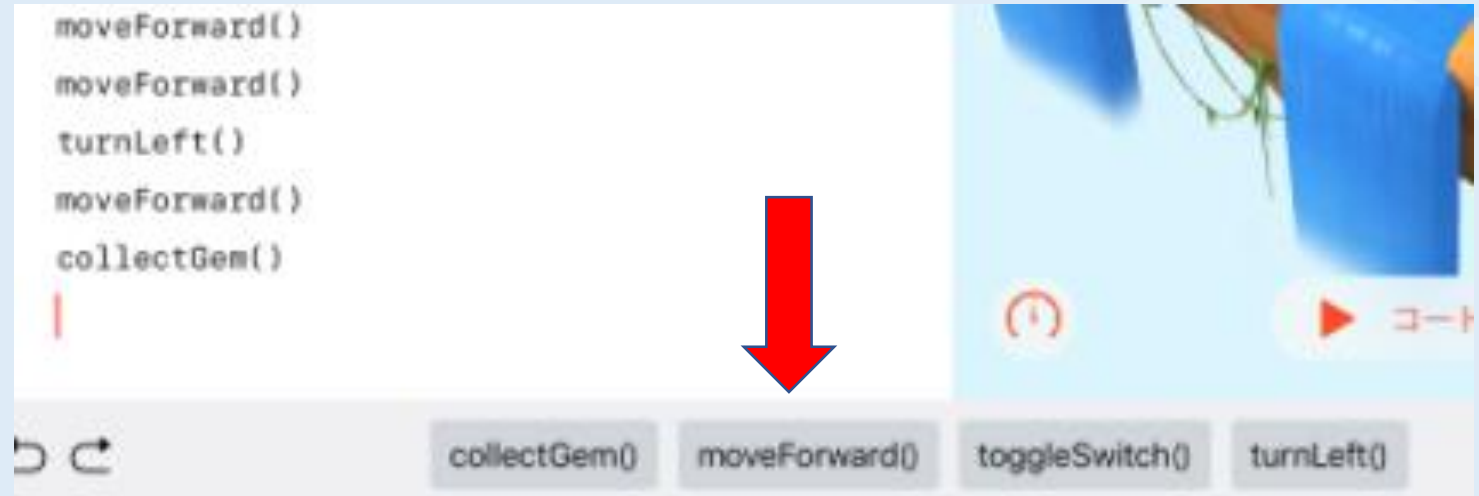 moveForward()
moveForward()
turnLeft()
moveForward()
collectGem()
コード
collectGem() moveForward() toggleSwitch() turnLeft()